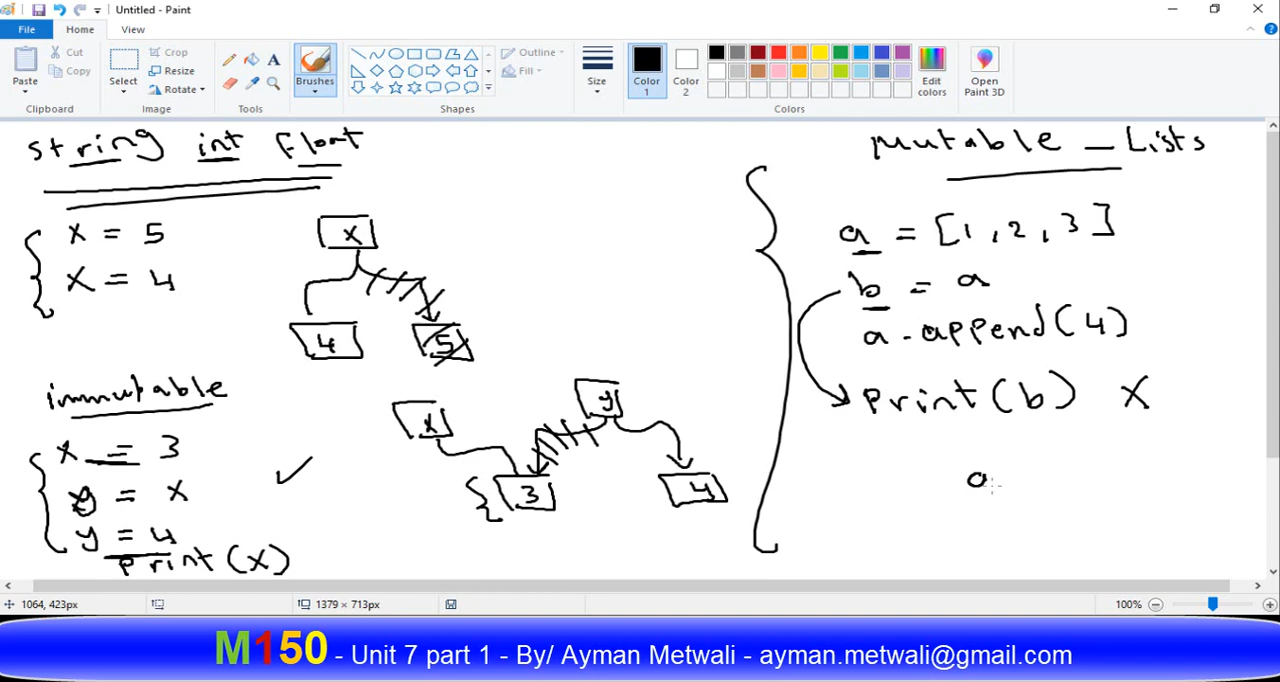 Untitled - Paint
File Home View
Paste
Cut
Copy
Clipboard
Select
Crop
Resize
Rotate
Image
Tools
Brushes
Shapes
Outline
Fill
Size
Color 1
Color 2
Edit colors
Colors
Open Paint 3D
string int float
x = 5
x = 4
x
4
5
immutable
x = 3
y = x
y = 4
print(x)
x
y
3
4
mutable - Lists
a = [1, 2, 3]
b = a
a.append(4)
print(b) X
a
1064, 423px
1379 × 713px
100%
M150 - Unit 7 part 1 - By/ Ayman Metwali - ayman.metwali@gmail.com